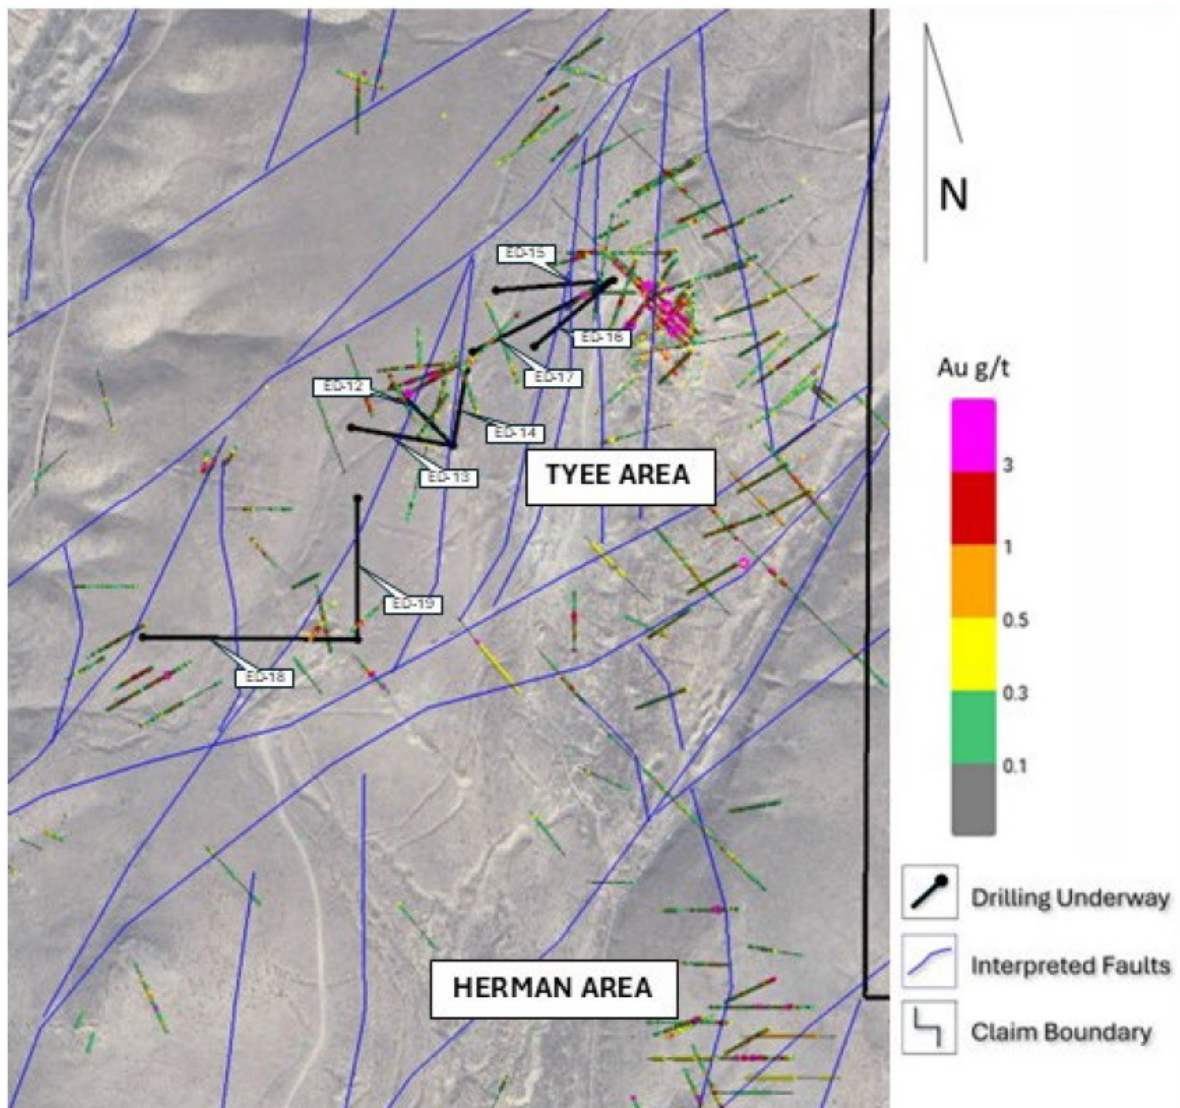 ED-15
ED-16
ED-17
ED-12
ED-14
ED-13
TYEE AREA
ED-19
ED-18
HERMAN AREA
N
Au g/t
3
1
0.5
0.3
0.1
Drilling Underway
Interpreted Faults
Claim Boundary